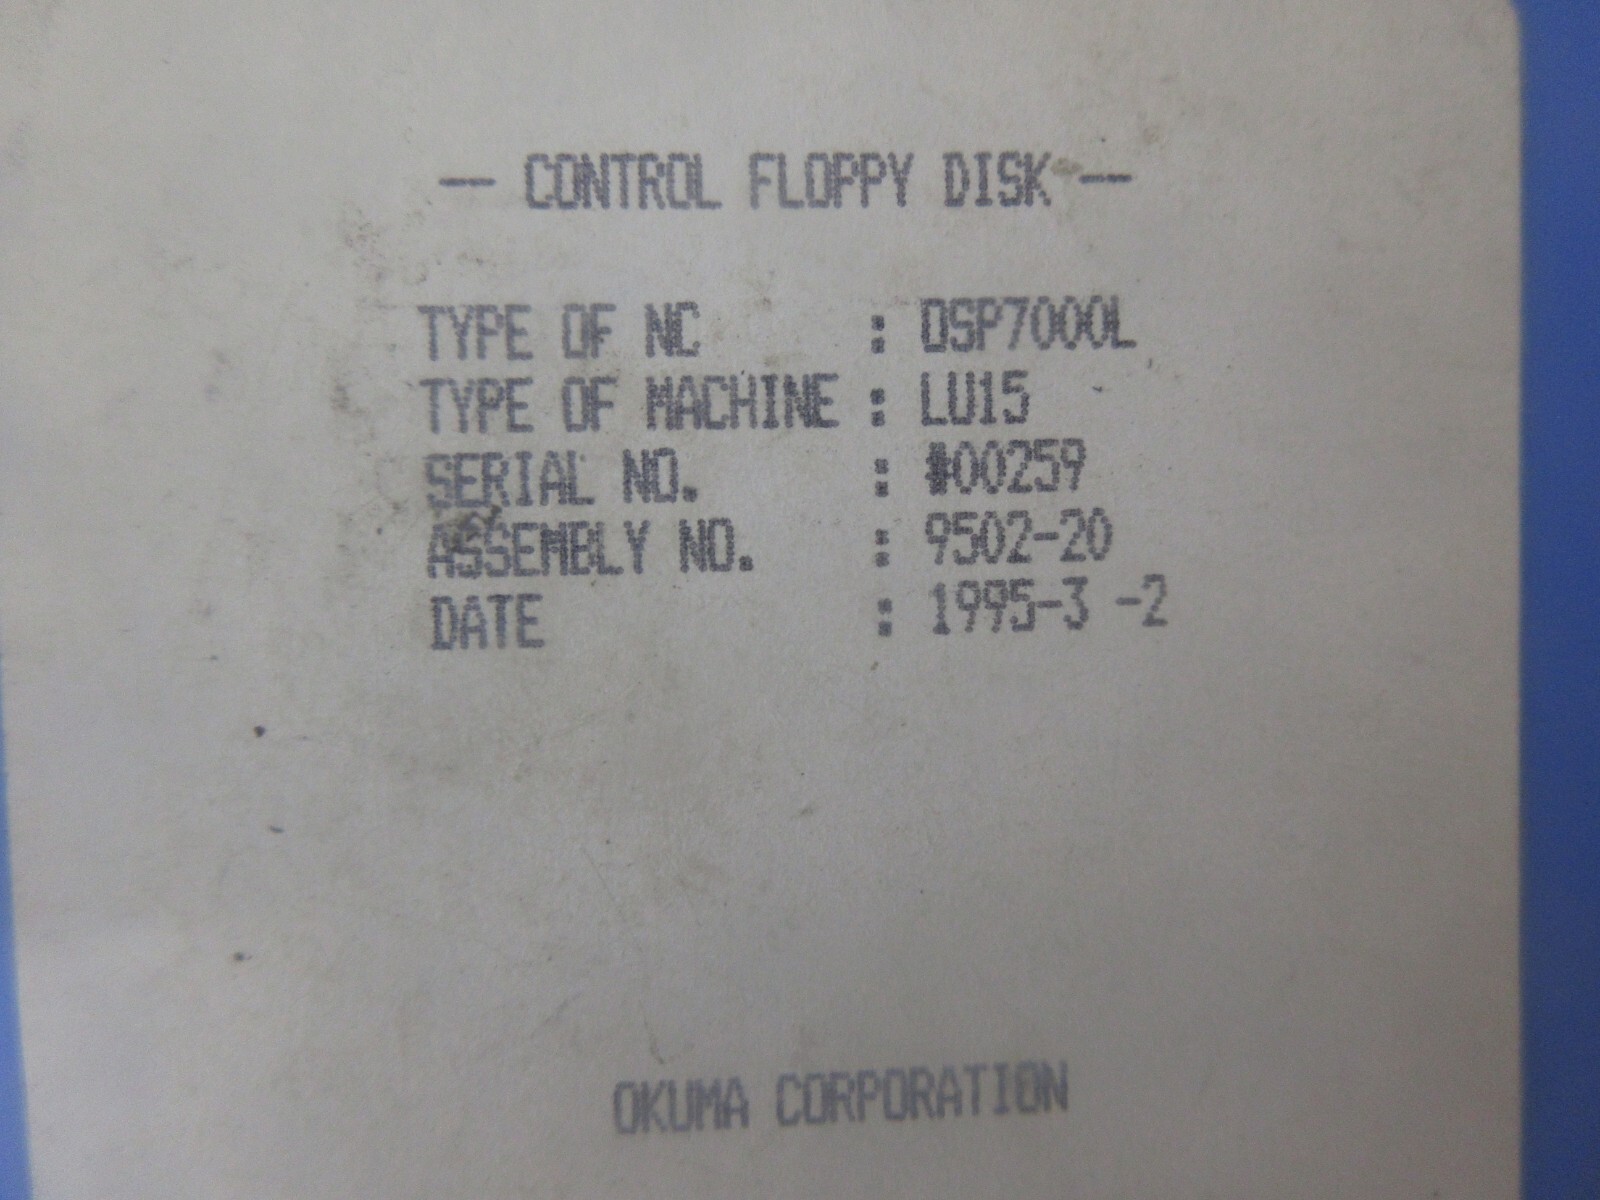 -- CONTROL FLOPPY DISK --
TYPE OF NC : OSP7000L
TYPE OF MACHINE : LU15
SERIAL NO. : #00259
ASSEMBLY NO. : 9502-20
DATE : 1995-3 -2
OKUMA CORPORATION